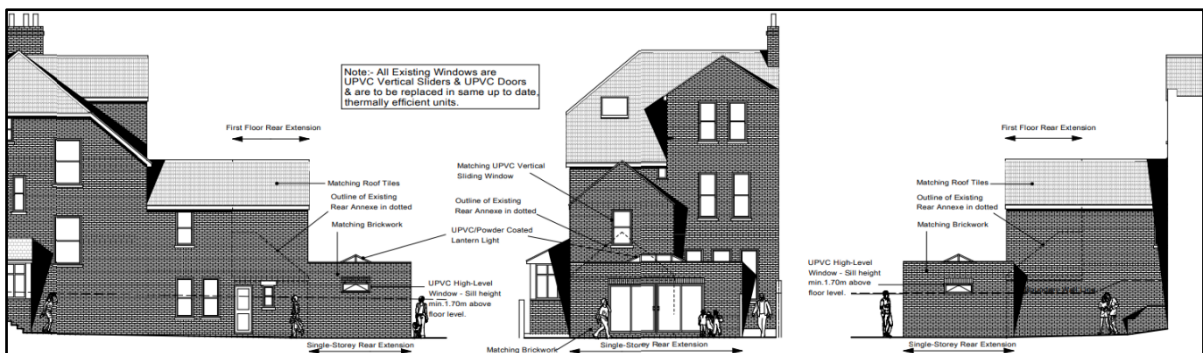 Note:- All Existing Windows are
UPVC Vertical Sliders & UPVC Doors
& are to be replaced in same up to date,
thermally efficient units.
First Floor Rear Extension
Matching Roof Tiles
Outline of Existing
Rear Annexe in dotted
Matching Brickwork
UPVC High-Level
Window - Sill height
min.1.70m above
floor level.
Single-Storey Rear Extension
Matching UPVC Vertical
Sliding Window
Outline of Existing
Rear Annexe in dotted
UPVC/Powder Coated
Lantern Light
Matching Brickwork
Single-Storey Rear Extension
First Floor Rear Extension
Matching Roof Tiles
Outline of Existing
Rear Annexe in dotted
Matching Brickwork
UPVC High-Level
Window - Sill height
min.1.70m above
floor level.
Single-Storey Rear Extension